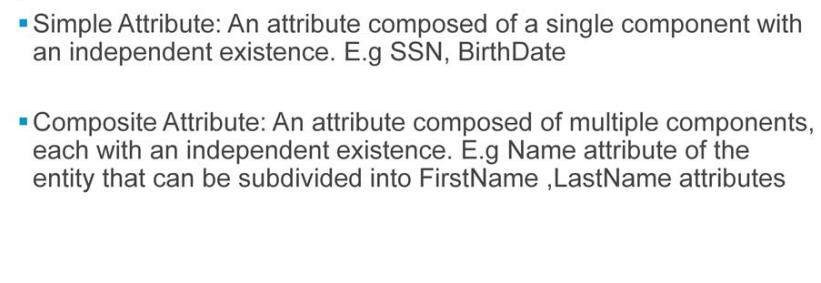 ▪ Simple Attribute: An attribute composed of a single component with
an independent existence. E.g SSN, BirthDate
▪ Composite Attribute: An attribute composed of multiple components,
each with an independent existence. E.g Name attribute of the
entity that can be subdivided into FirstName ,LastName attributes